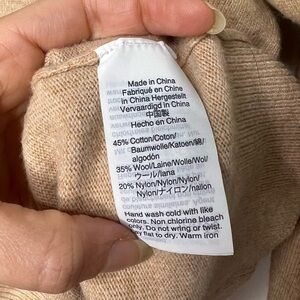 Made in China
Fabriqué en Chine
in China Hergestelt
Vervaardigd in China
中国製
Hecho en China
45% Cotton/Coton/
Baumwolle/Katoen/綿/
algodón
35% Wool/Laine/Wolle/Wol/
ウール/lana
20% Nylon/Nylon/Nylon/
Nylon/ナイロン/nailon
Hand wash cold with like
colors. Non chlorine bleach
only. Do not wring or twist.
Lay flat to dry. Warm iron